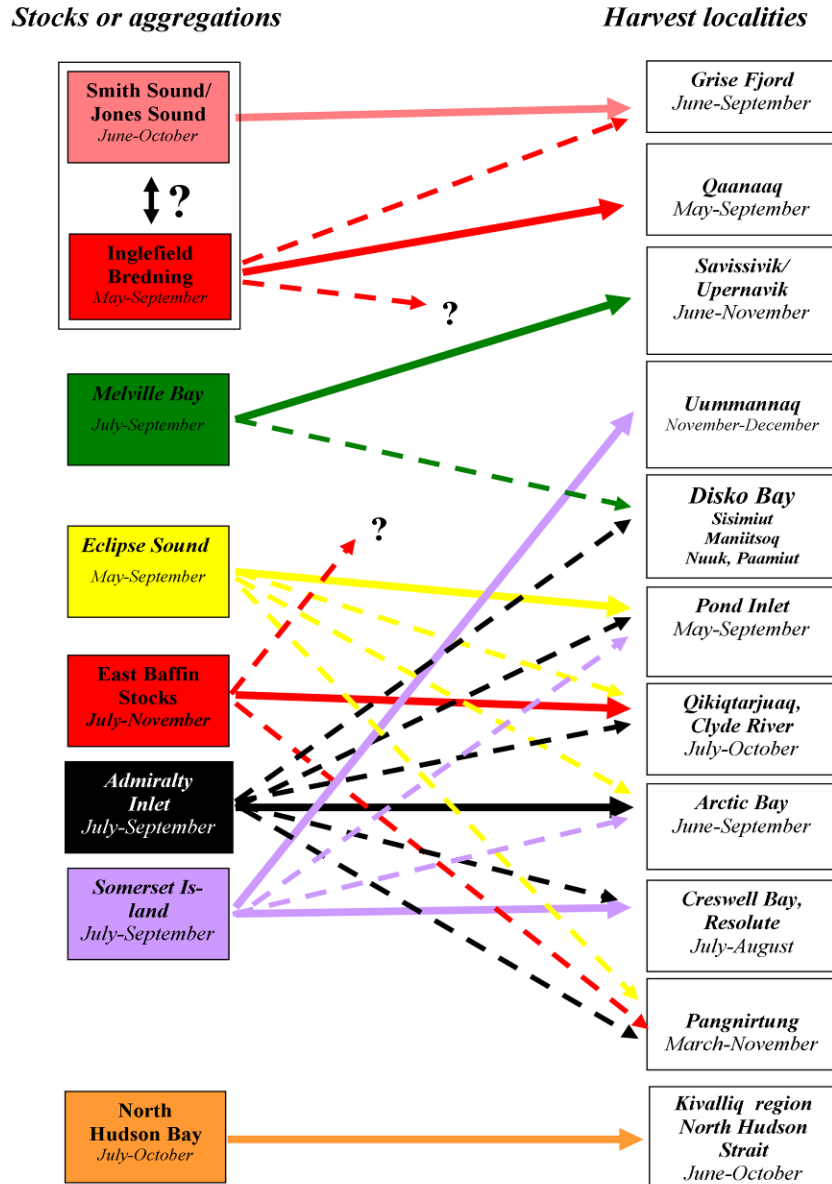 Stocks or aggregations
Harvest localities
Smith Sound/
Jones Sound
June-October
?
Inglefield
Bredning
May-September
?
Melville Bay
July-September
?
Eclipse Sound
May-September
East Baffin
Stocks
July-November
Admiralty
Inlet
July-September
Somerset Is-
land
July-September
North
Hudson Bay
July-October
Grise Fjord
June-September
Qaanaaq
May-September
Savissivik/
Upernavik
June-November
Uummannaq
November-December
Disko Bay
Sisimiut
Maniitsoq
Nuuk, Paamiut
Pond Inlet
May-September
Qikiqtarjuaq,
Clyde River
July-October
Arctic Bay
June-September
Creswell Bay,
Resolute
July-August
Pangnirtung
March-November
Kivalliq region
North Hudson
Strait
June-October